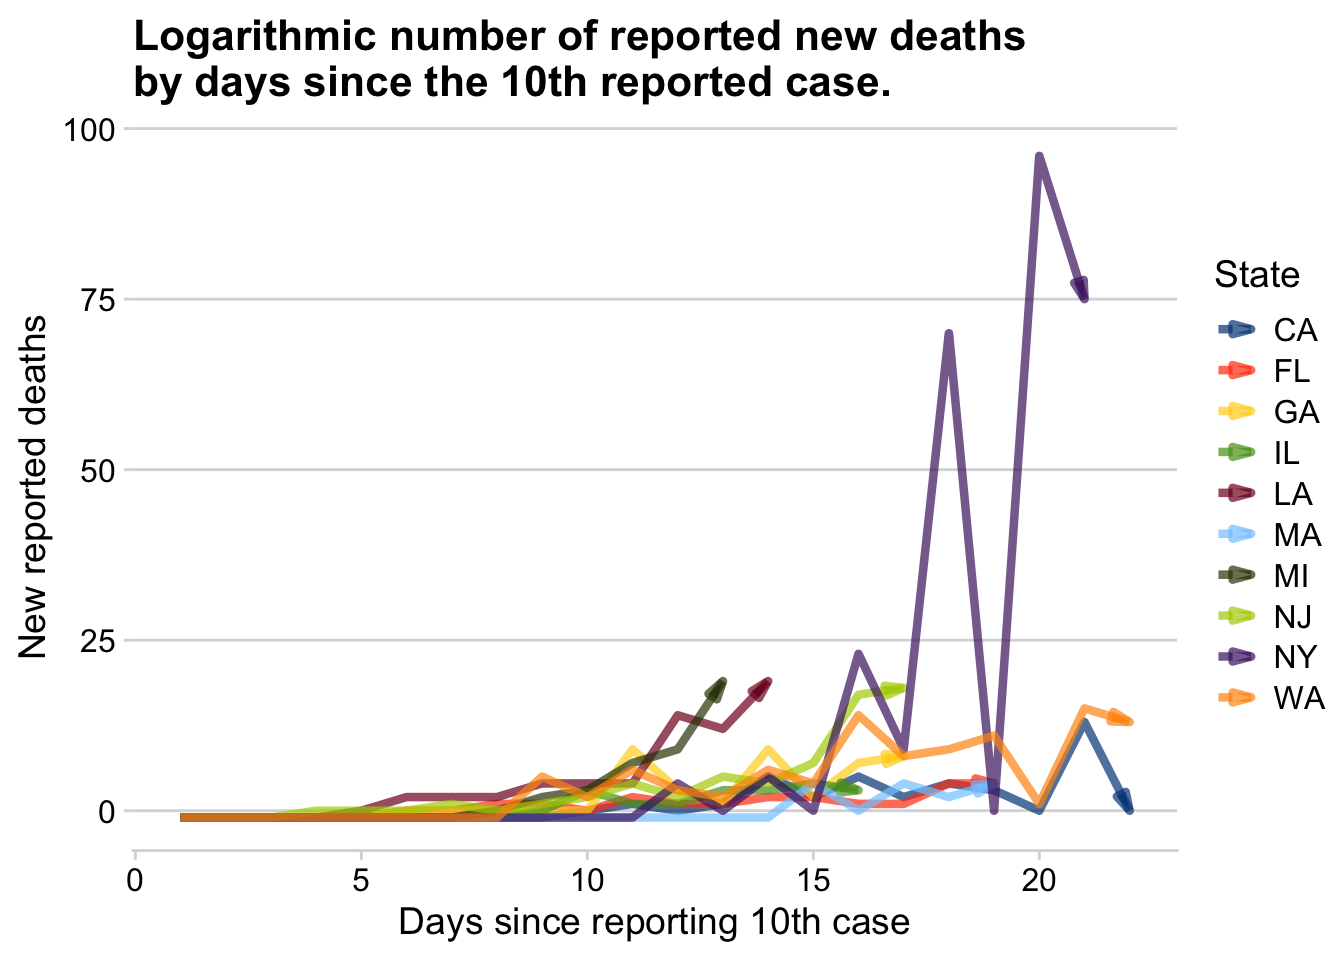 Logarithmic number of reported new deaths
by days since the 10th reported case.
100
75
50
25
0
New reported deaths
0 5 10 15 20
Days since reporting 10th case
State
CA
FL
GA
IL
LA
MA
MI
NJ
NY
WA